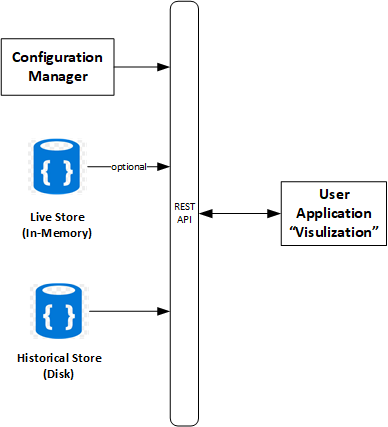 Configuration
Manager
{ }
optional
Live Store
(In-Memory)
REST
API
User
Application
“Visulization”
{ }
Historical Store
(Disk)